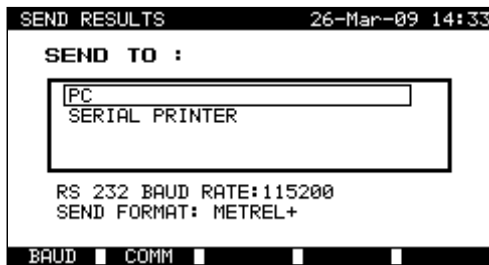 SEND RESULTS 26-Mar-09 14:33
SEND TO :
PC
SERIAL PRINTER
RS 232 BAUD RATE:115200
SEND FORMAT: METREL+
BAUD COMM